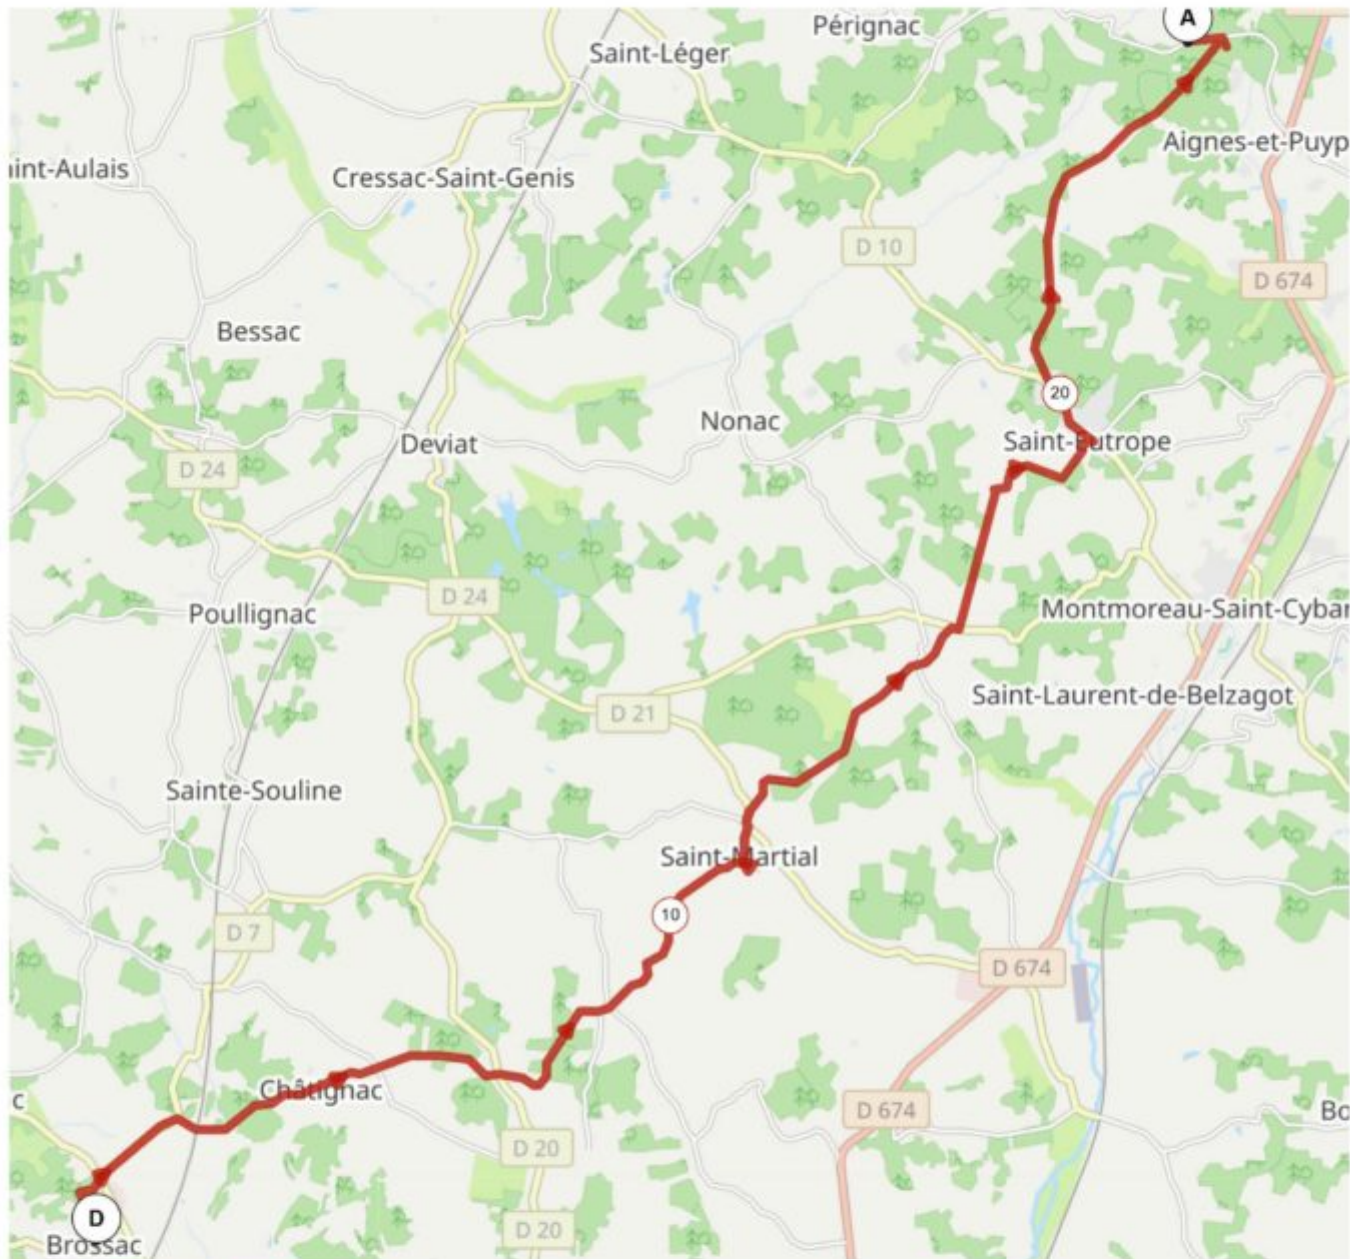 A
Pérignac
Saint-Léger
Aignes-et-Puyp
int-Aulais
Cressac-Saint-Genis
D 10
D 674
Bessac
20
Nonac
Saint-Eutrope
Deviat
D 24
D 24
Poullignac
Montmoreau-Saint-Cybar
Saint-Laurent-de-Belzagot
D 21
Sainte-Souline
Saint-Martial
10
D 7
D 674
Châtignac
c
D 674
Bo
D 20
D
D 20
Brossac